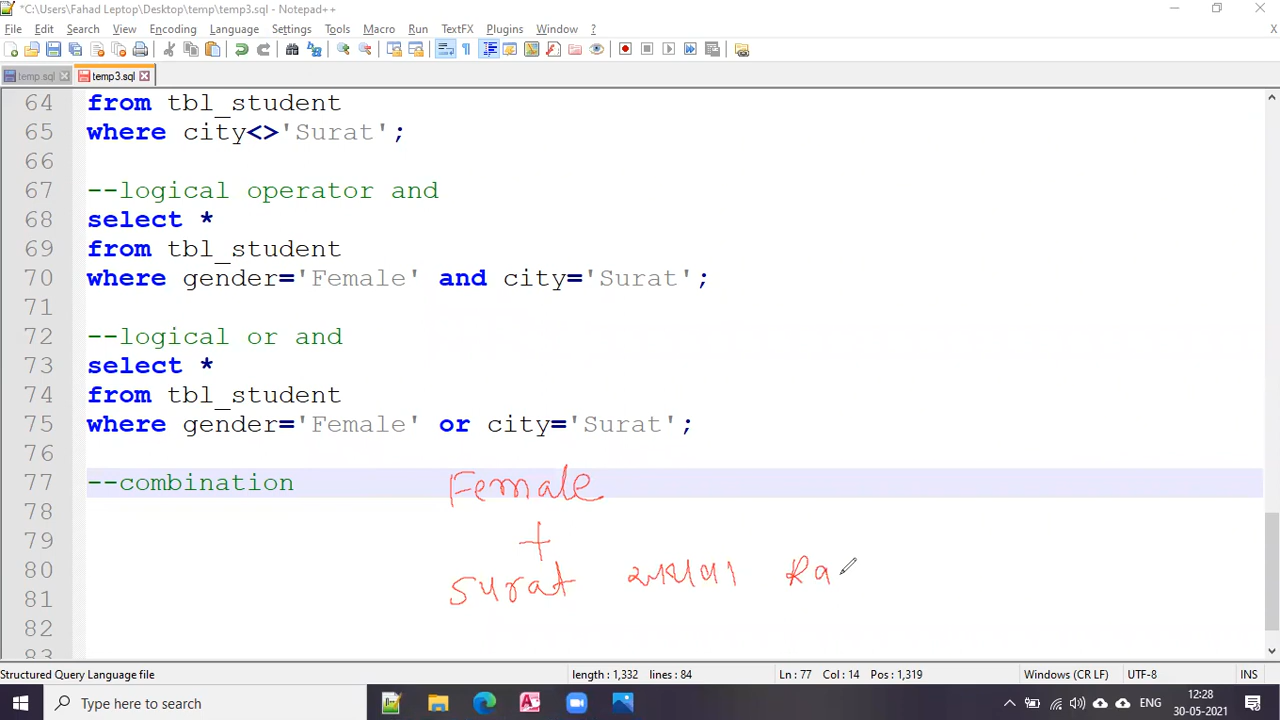 *C:\Users\Fahad Leptop\Desktop\temp\temp3.sql - Notepad++
File Edit Search View Encoding Language Settings Tools Macro Run TextFX Plugins Window ? X
temp.sql temp3.sql
64 from tbl_student
65 where city<>'Surat';
66
67 --logical operator and
68 select *
69 from tbl_student
70 where gender='Female' and city='Surat';
71
72 --logical or and
73 select *
74 from tbl_student
75 where gender='Female' or city='Surat';
76
77 --combination Female
78
79 +
80 Surat અથવા Ra
81
82
83
Structured Query Language file length : 1,332 lines : 84 Ln : 77 Col : 14 Pos : 1,319 Windows (CR LF) UTF-8 INS
Type here to search ENG 12:28
30-05-2021